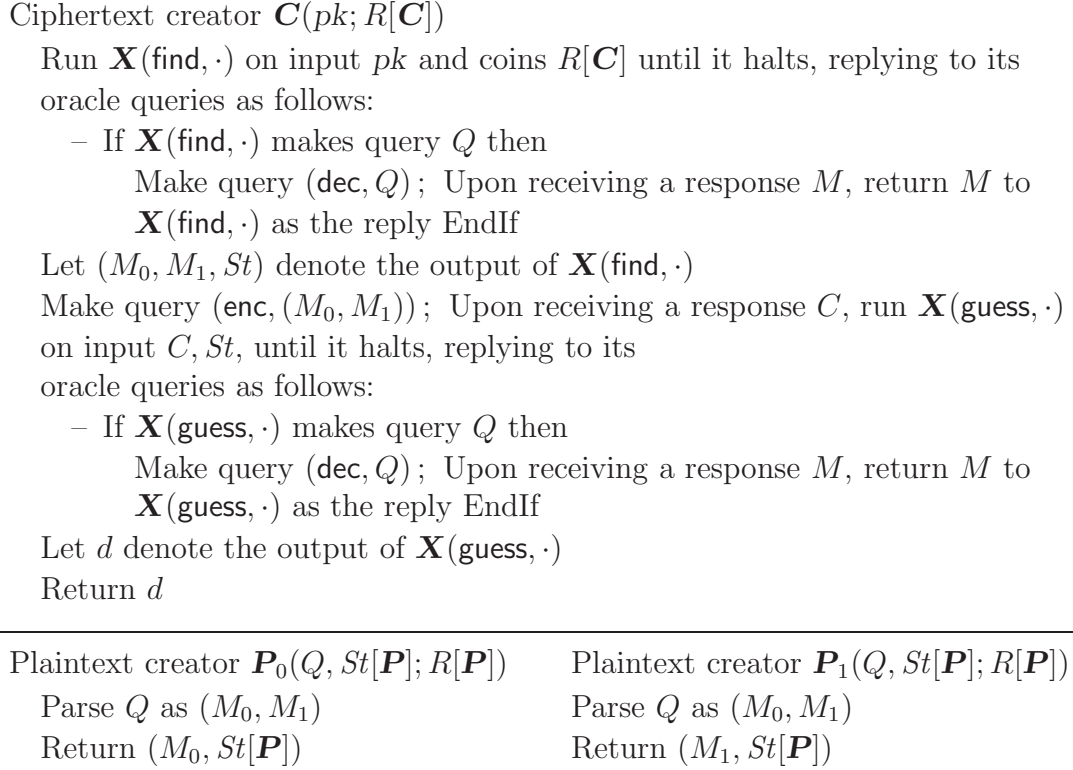 Ciphertext creator C(pk; R[C])
Run X(find, ·) on input pk and coins R[C] until it halts, replying to its
oracle queries as follows:
– If X(find, ·) makes query Q then
Make query (dec, Q) ; Upon receiving a response M, return M to
X(find, ·) as the reply EndIf
Let (M₀, M₁, St) denote the output of X(find, ·)
Make query (enc, (M₀, M₁)) ; Upon receiving a response C, run X(guess, ·)
on input C, St, until it halts, replying to its
oracle queries as follows:
– If X(guess, ·) makes query Q then
Make query (dec, Q) ; Upon receiving a response M, return M to
X(guess, ·) as the reply EndIf
Let d denote the output of X(guess, ·)
Return d
Plaintext creator P₀(Q, St[P]; R[P]) Plaintext creator P₁(Q, St[P]; R[P])
Parse Q as (M₀, M₁) Parse Q as (M₀, M₁)
Return (M₀, St[P]) Return (M₁, St[P])